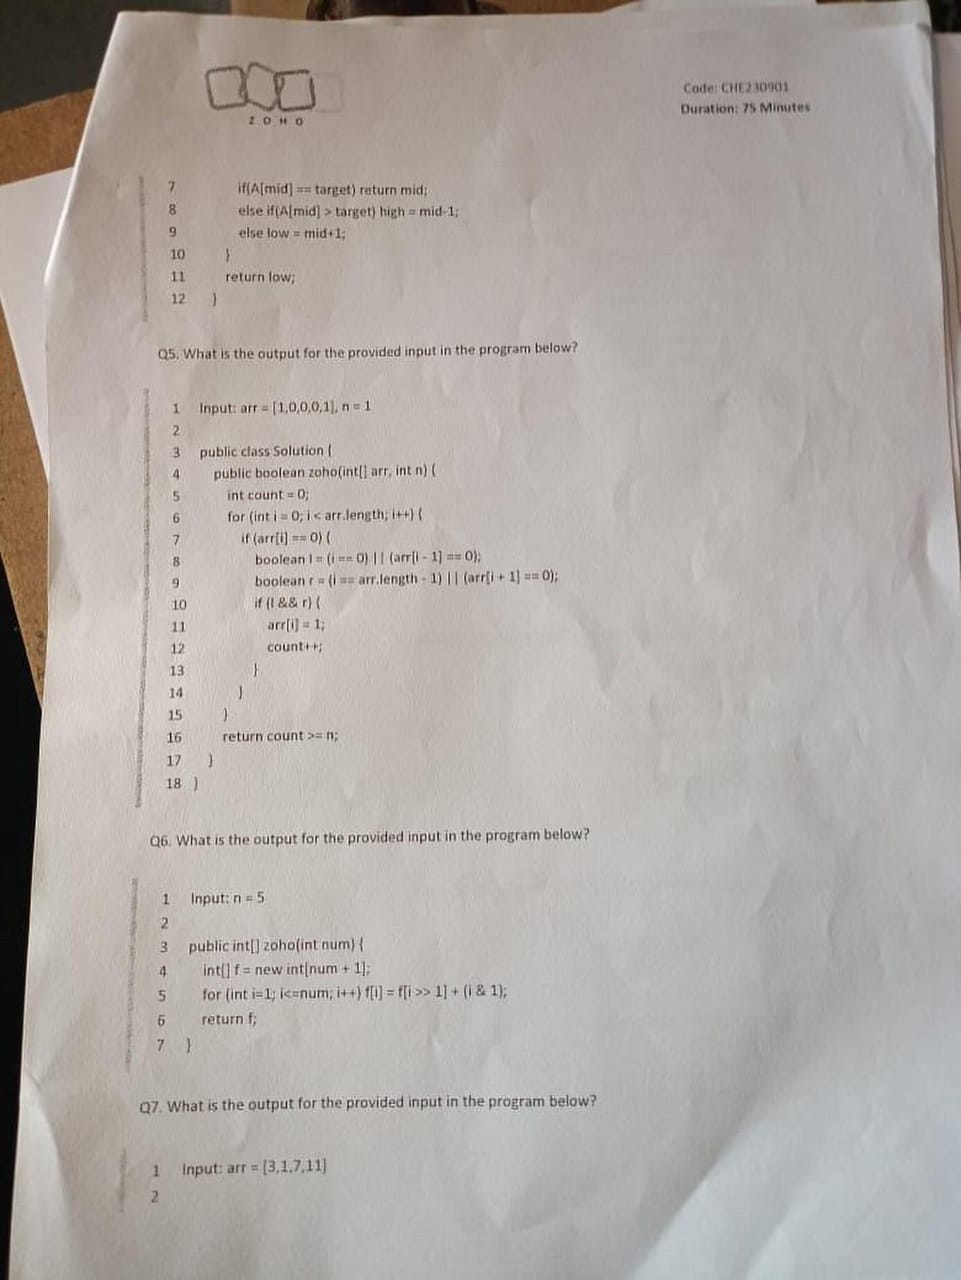 ZOHO
Code: CHE230901
Duration: 75 Minutes
7 if(A[mid] == target) return mid;
8 else if(A[mid] > target) high = mid-1;
9 else low = mid+1;
10 }
11 return low;
12 }
Q5. What is the output for the provided input in the program below?
1 Input: arr = [1,0,0,0,1], n = 1
2
3 public class Solution {
4 public boolean zoho(int[] arr, int n) {
5 int count = 0;
6 for (int i = 0; i < arr.length; i++) {
7 if (arr[i] == 0) {
8 boolean l = (i == 0) || (arr[i - 1] == 0);
9 boolean r = (i == arr.length - 1) || (arr[i + 1] == 0);
10 if (l && r) {
11 arr[i] = 1;
12 count++;
13 }
14 }
15 }
16 return count >= n;
17 }
18 }
Q6. What is the output for the provided input in the program below?
1 Input: n = 5
2
3 public int[] zoho(int num) {
4 int[] f = new int[num + 1];
5 for (int i=1; i<=num; i++) f[i] = f[i >> 1] + (i & 1);
6 return f;
7 }
Q7. What is the output for the provided input in the program below?
1 Input: arr = [3,1,7,11]
2